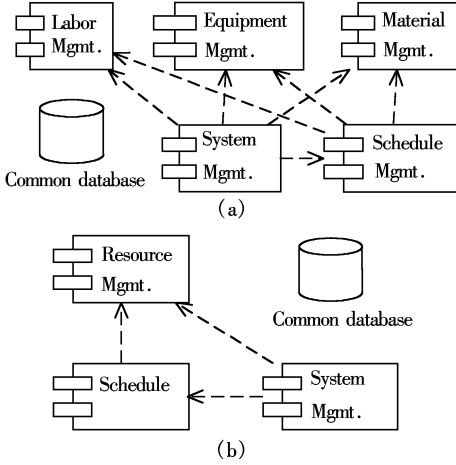 Labor
Mgmt.
Equipment
Mgmt.
Material
Mgmt.
System
Mgmt.
Schedule
Mgmt.
Common database
(a)
Resource
Mgmt.
Common database
Schedule
System
Mgmt.
(b)